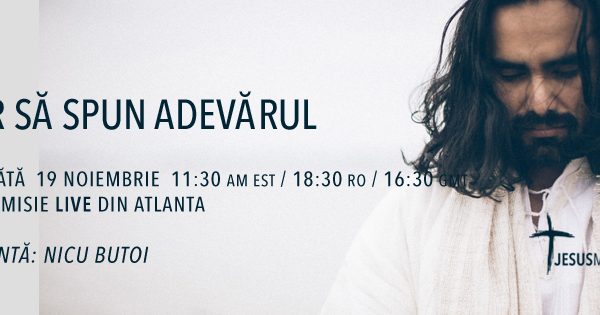 R SĂ SPUN ADEVĂRUL
ĂTĂ 19 NOIEMBRIE 11:30 AM EST / 18:30 RO / 16:30 GMT
MISIE LIVE DIN ATLANTA
NTĂ: NICU BUTOI
JESUSM